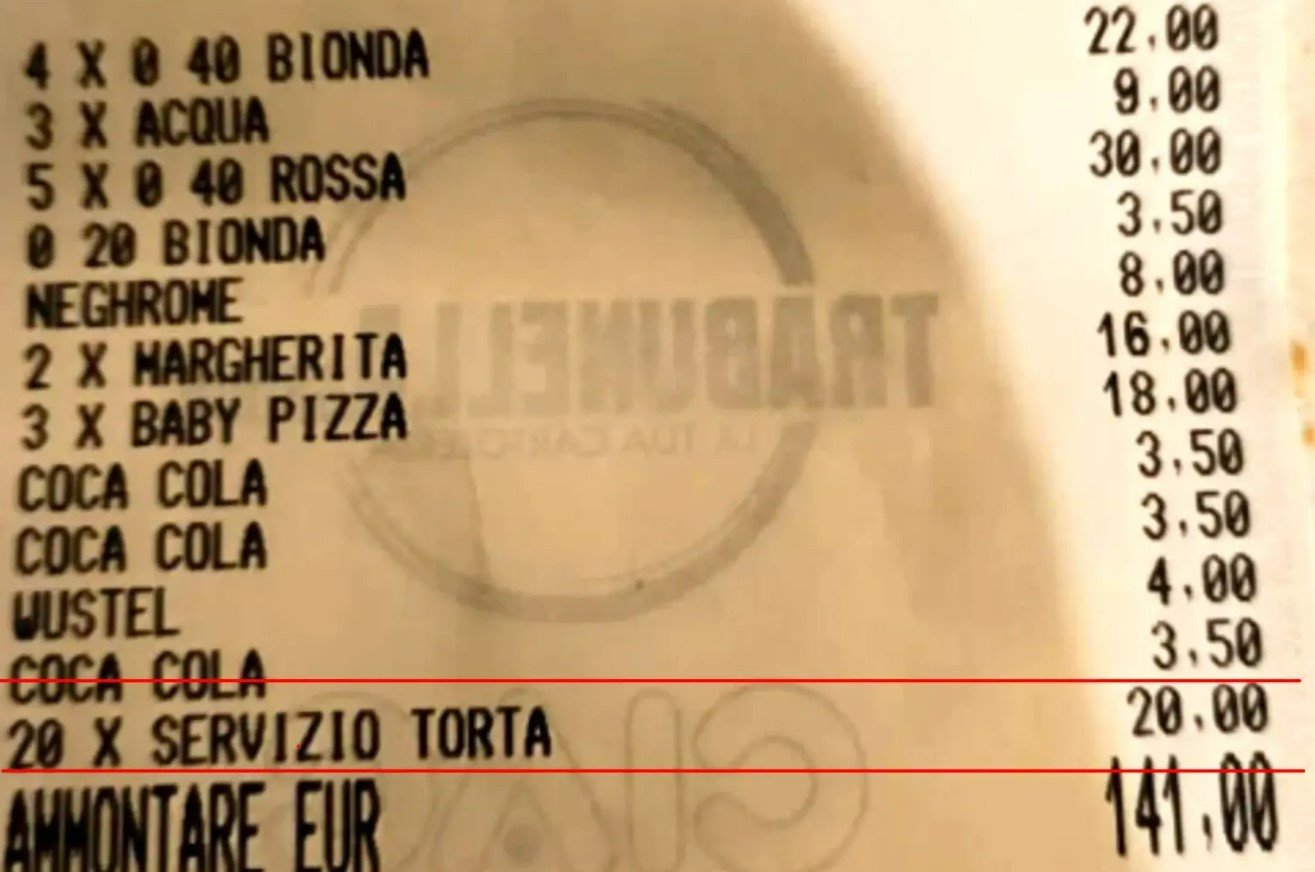 4 X 0 40 BIONDA 22.00
3 X ACQUA 9.00
5 X 0 40 ROSSA 30.00
0 20 BIONDA 3.50
NEGHROME 8.00
2 X MARGHERITA 16.00
3 X BABY PIZZA 18.00
COCA COLA 3.50
COCA COLA 3.50
WUSTEL 4.00
COCA COLA 3.50
20 X SERVIZIO TORTA 20.00
AMMONTARE EUR 141.00